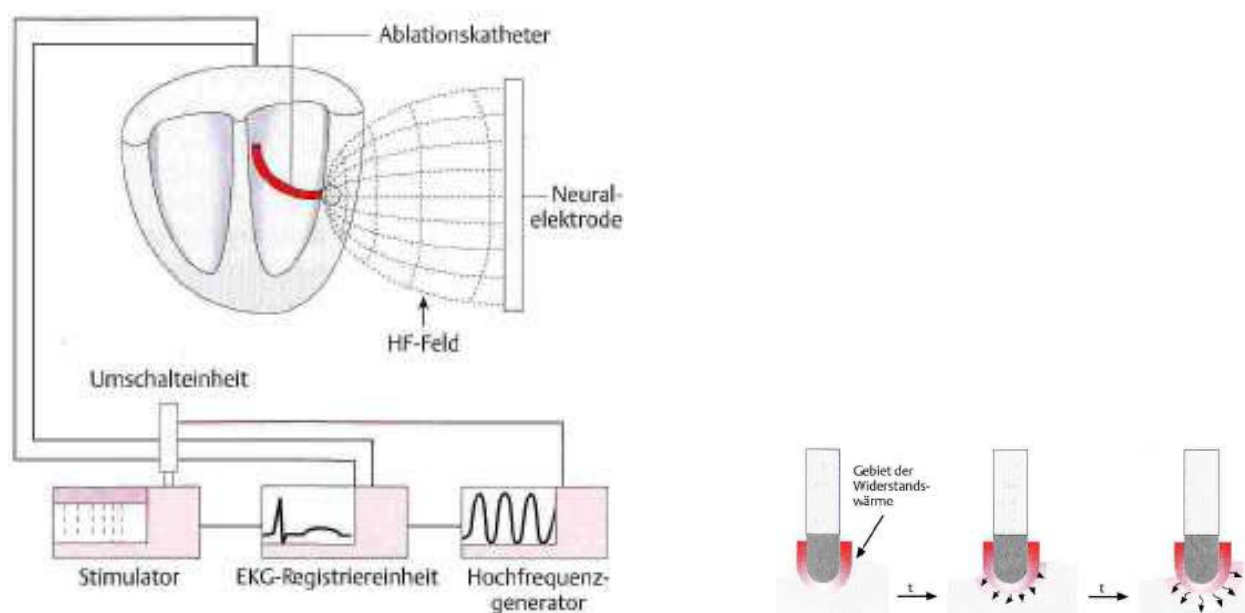 Ablationskatheter
Neural-
elektrode
HF-Feld
Umschalteinheit
Stimulator
EKG-Registriereinheit
Hochfrequenz-
generator
Gebiet der
Widerstands-
wärme
t
t